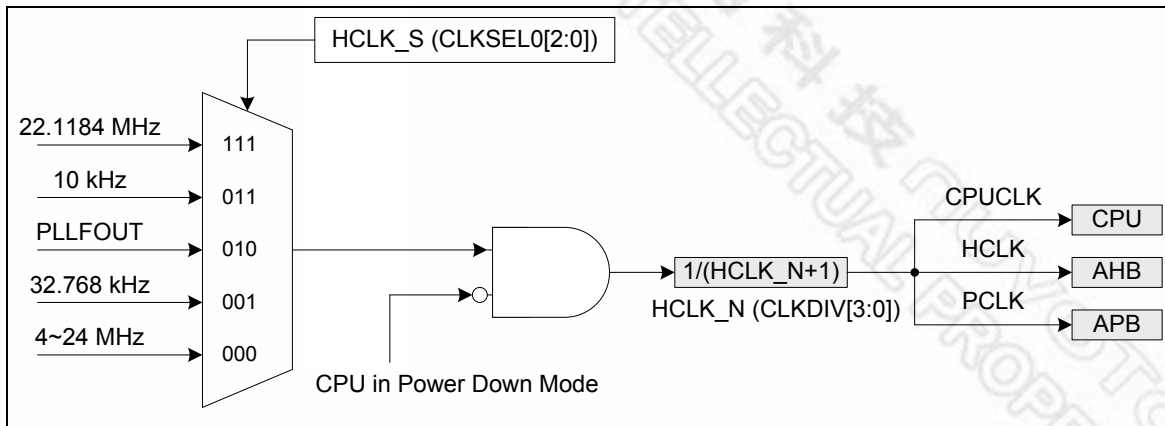 HCLK_S (CLKSEL0[2:0])
22.1184 MHz
111
10 kHz
011
PLLFOUT
010
32.768 kHz
001
4~24 MHz
000
CPU in Power Down Mode
1/(HCLK_N+1)
HCLK_N (CLKDIV[3:0])
CPUCLK
CPU
HCLK
AHB
PCLK
APB
科技